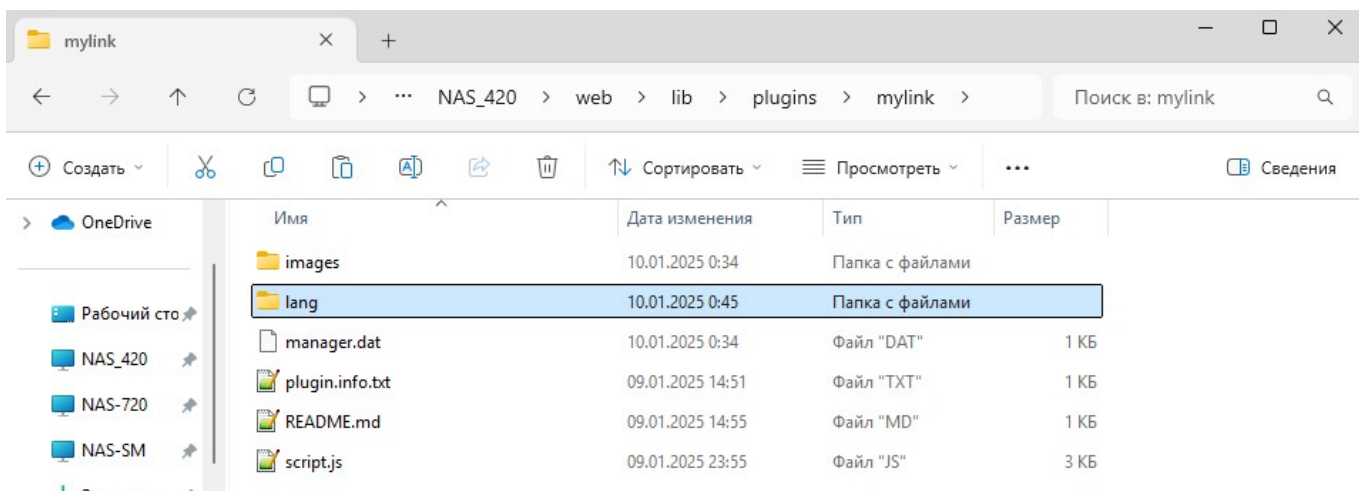 mylink
NAS_420 > web > lib > plugins > mylink >
Поиск в: mylink
Создать
Сортировать
Просмотреть
Сведения
Имя
Дата изменения
Тип
Размер
OneDrive
Рабочий сто
NAS_420
NAS-720
NAS-SM
images 10.01.2025 0:34 Папка с файлами
lang 10.01.2025 0:45 Папка с файлами
manager.dat 10.01.2025 0:34 Файл "DAT" 1 КБ
plugin.info.txt 09.01.2025 14:51 Файл "TXT" 1 КБ
README.md 09.01.2025 14:55 Файл "MD" 1 КБ
script.js 09.01.2025 23:55 Файл "JS" 3 КБ